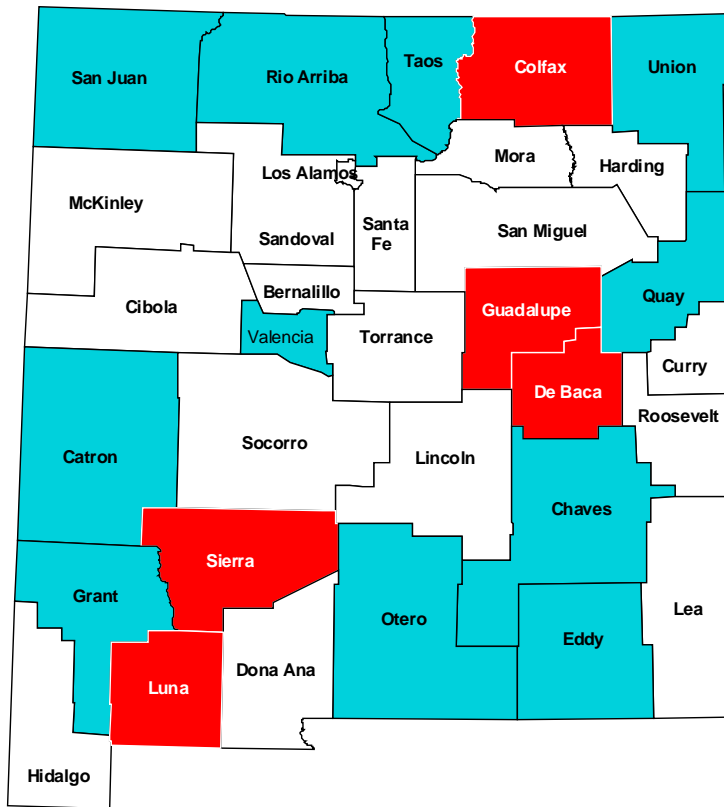 Taos
Colfax
Union
San Juan
Rio Arriba
Mora
Harding
Los Alamos
McKinley
Santa
Fe
San Miguel
Sandoval
Bernalillo
Quay
Cibola
Guadalupe
Valencia
Torrance
Curry
De Baca
Roosevelt
Socorro
Catron
Lincoln
Chaves
Sierra
Grant
Lea
Otero
Eddy
Dona Ana
Luna
Hidalgo